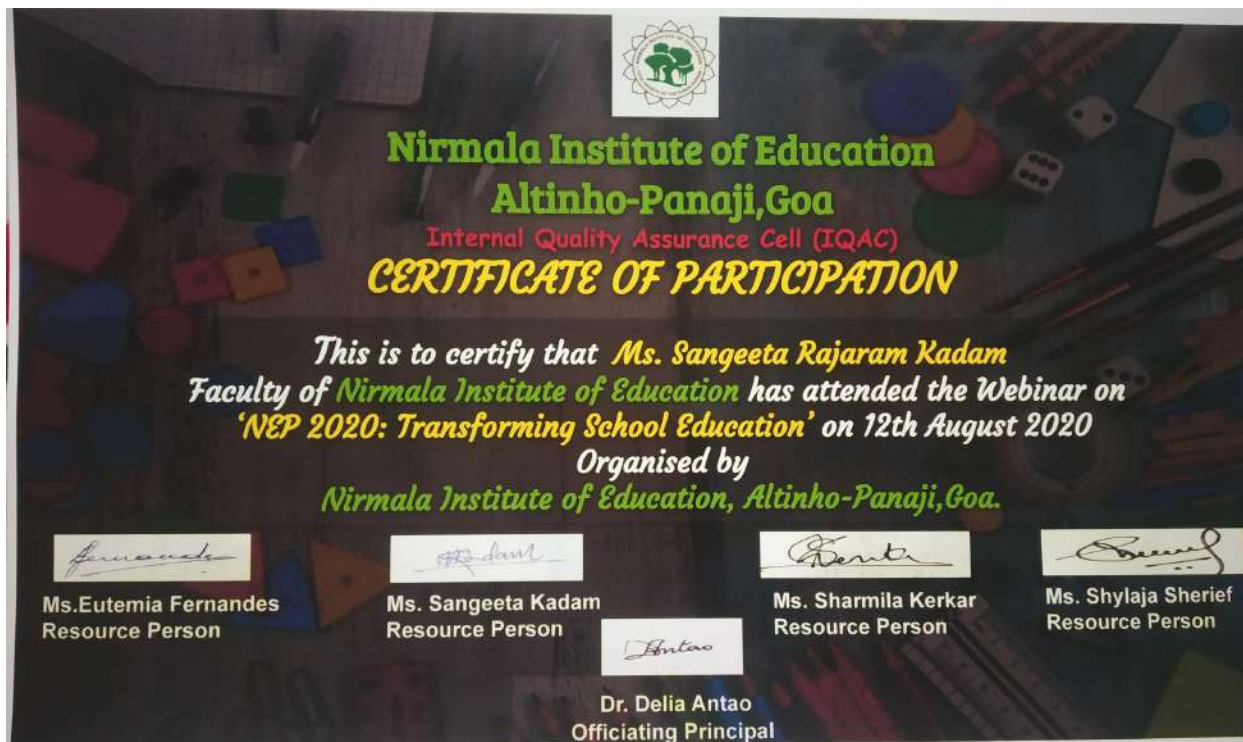 Nirmala Institute of Education
Altinho-Panaji,Goa
Internal Quality Assurance Cell (IQAC)
CERTIFICATE OF PARTICIPATION
This is to certify that Ms. Sangeeta Rajaram Kadam
Faculty of Nirmala Institute of Education has attended the Webinar on
‘NEP 2020: Transforming School Education’ on 12th August 2020
Organised by
Nirmala Institute of Education, Altinho-Panaji,Goa.
Ms.Eutemia Fernandes
Resource Person
Ms. Sangeeta Kadam
Resource Person
Ms. Sharmila Kerkar
Resource Person
Ms. Shylaja Sherief
Resource Person
Dr. Delia Antao
Officiating Principal